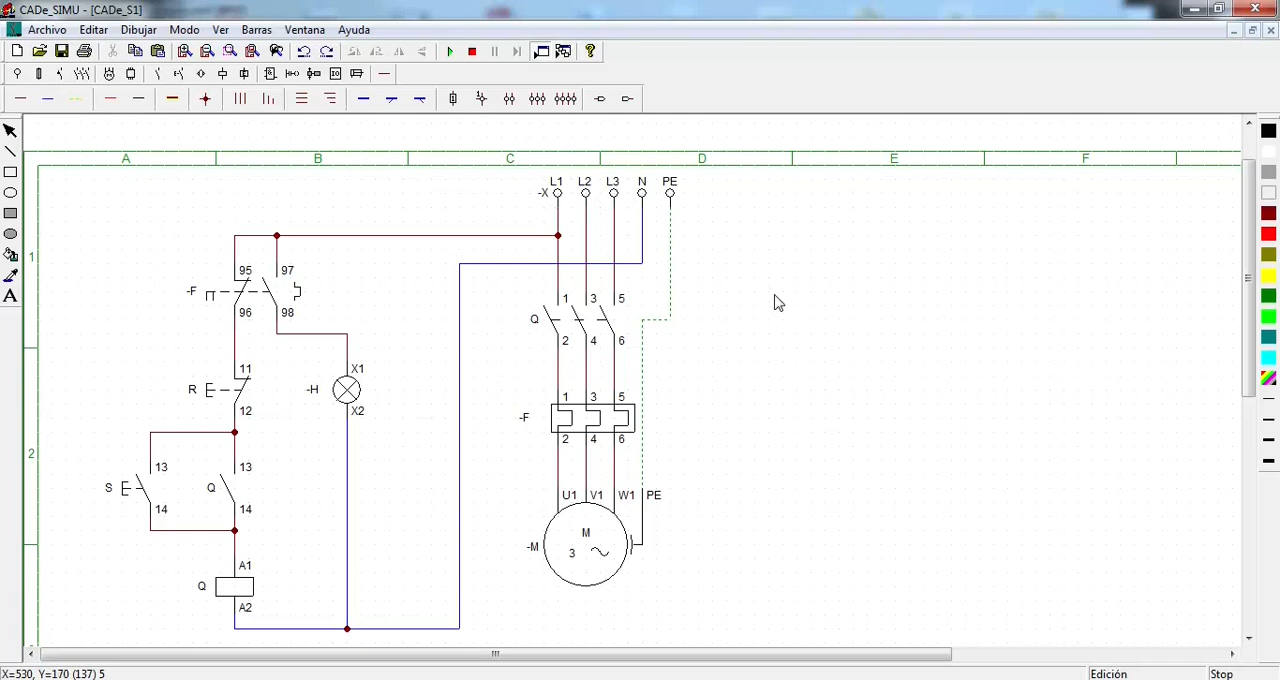 CADe_SIMU - [CADe_S1]
Archivo Editar Dibujar Modo Ver Barras Ventana Ayuda
A B C D E F
L1 L2 L3 N PE
-X
1
95 97
-F
96 98
1 3 5
Q
2 4 6
11
X1
R
-H
12
X2
1 3 5
-F
2 4 6
2
13 13
S Q
14 14
U1 V1 W1 PE
M
3
-M
A1
Q
A2
X=530, Y=170 (137) 5
Edición Stop
A